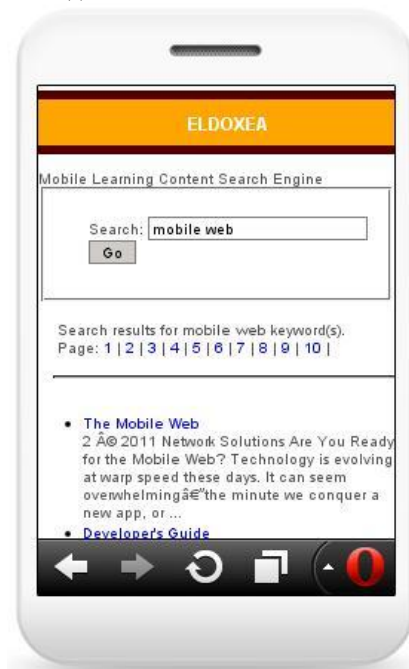 ELDOXEA
Mobile Learning Content Search Engine
Search: mobile web
Go
Search results for mobile web keyword(s).
Page: 1 | 2 | 3 | 4 | 5 | 6 | 7 | 8 | 9 | 10 |
The Mobile Web
2 Â© 2011 Network Solutions Are You Ready
for the Mobile Web? Technology is evolving
at warp speed these days. It can seem
overwhelmingâ€”the minute we conquer a
new app, or ...
Developer's Guide